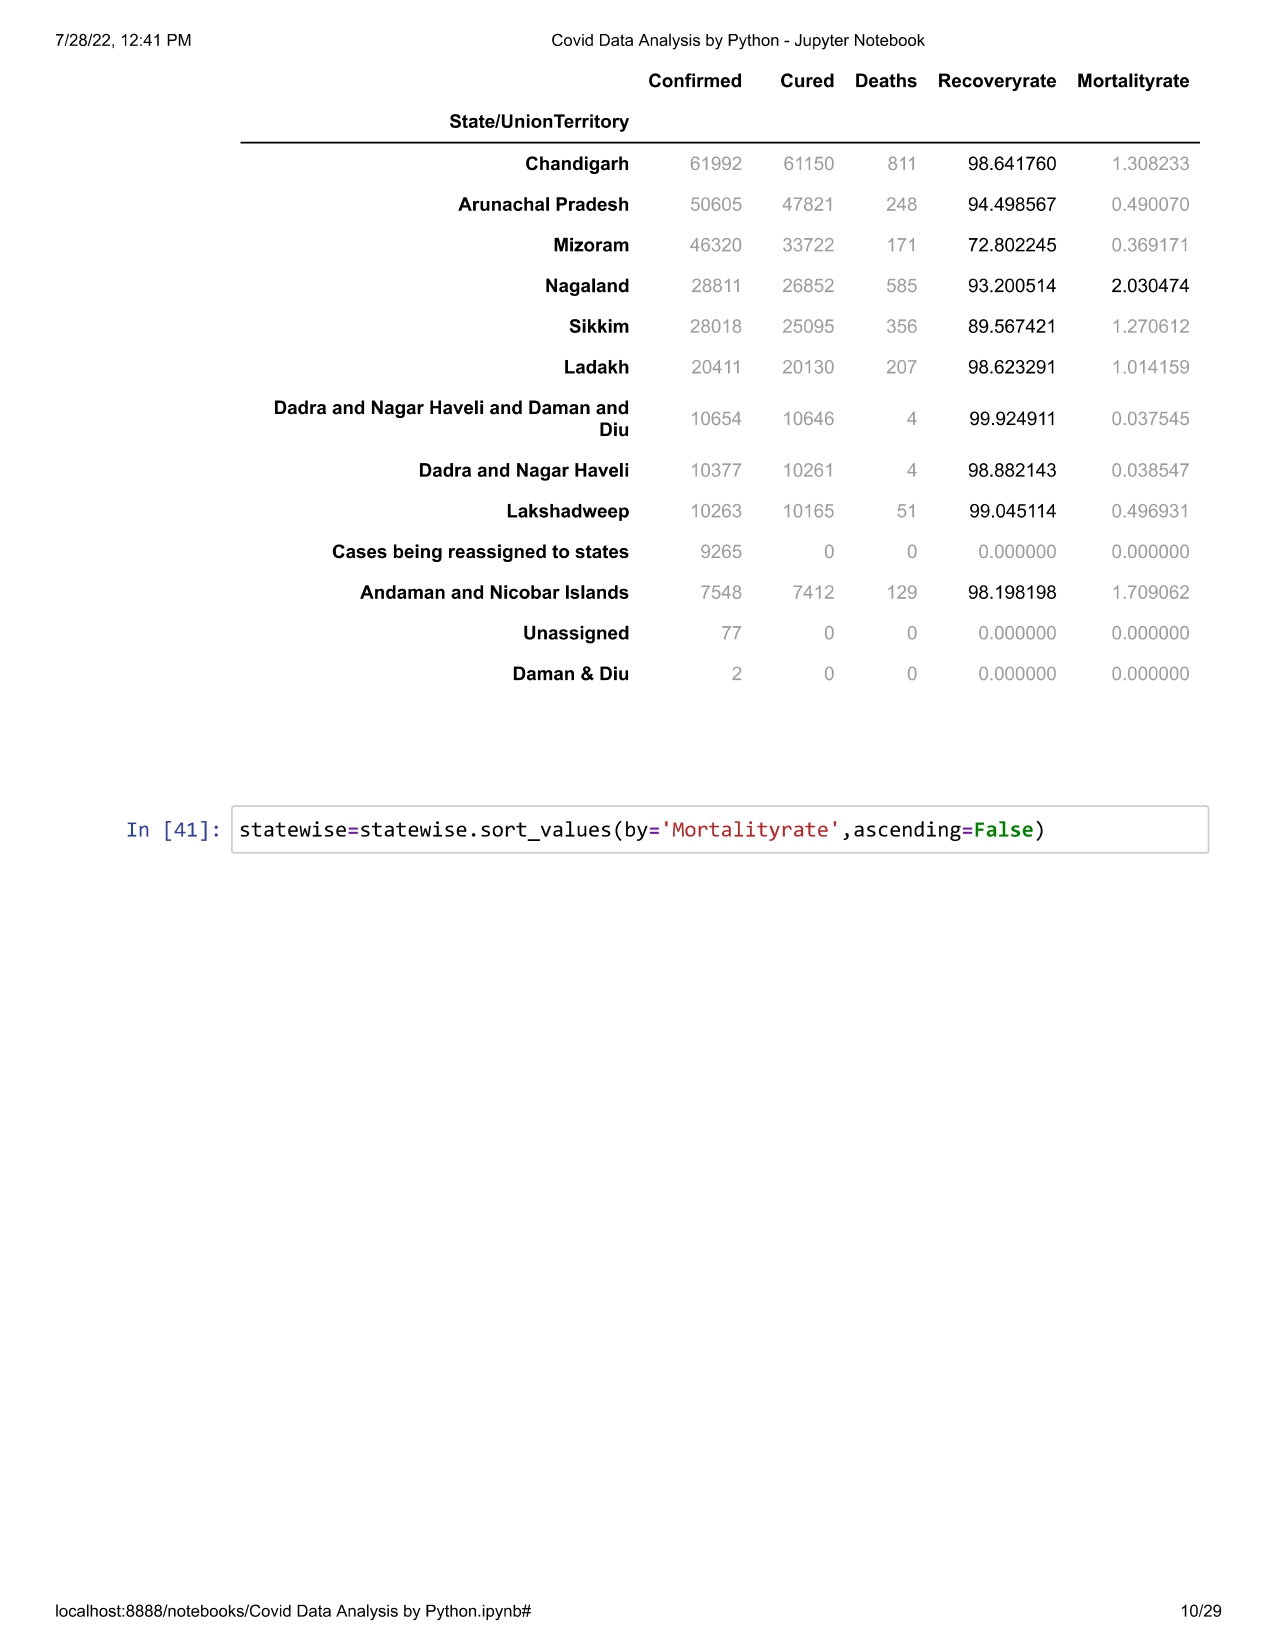 7/28/22, 12:41 PM Covid Data Analysis by Python - Jupyter Notebook
Confirmed Cured Deaths Recoveryrate Mortalityrate
State/UnionTerritory
Chandigarh 61992 61150 811 98.641760 1.308233
Arunachal Pradesh 50605 47821 248 94.498567 0.490070
Mizoram 46320 33722 171 72.802245 0.369171
Nagaland 28811 26852 585 93.200514 2.030474
Sikkim 28018 25095 356 89.567421 1.270612
Ladakh 20411 20130 207 98.623291 1.014159
Dadra and Nagar Haveli and Daman and
Diu 10654 10646 4 99.924911 0.037545
Dadra and Nagar Haveli 10377 10261 4 98.882143 0.038547
Lakshadweep 10263 10165 51 99.045114 0.496931
Cases being reassigned to states 9265 0 0 0.000000 0.000000
Andaman and Nicobar Islands 7548 7412 129 98.198198 1.709062
Unassigned 77 0 0 0.000000 0.000000
Daman & Diu 2 0 0 0.000000 0.000000
In [41]: statewise=statewise.sort_values(by='Mortalityrate',ascending=False)
localhost:8888/notebooks/Covid Data Analysis by Python.ipynb# 10/29